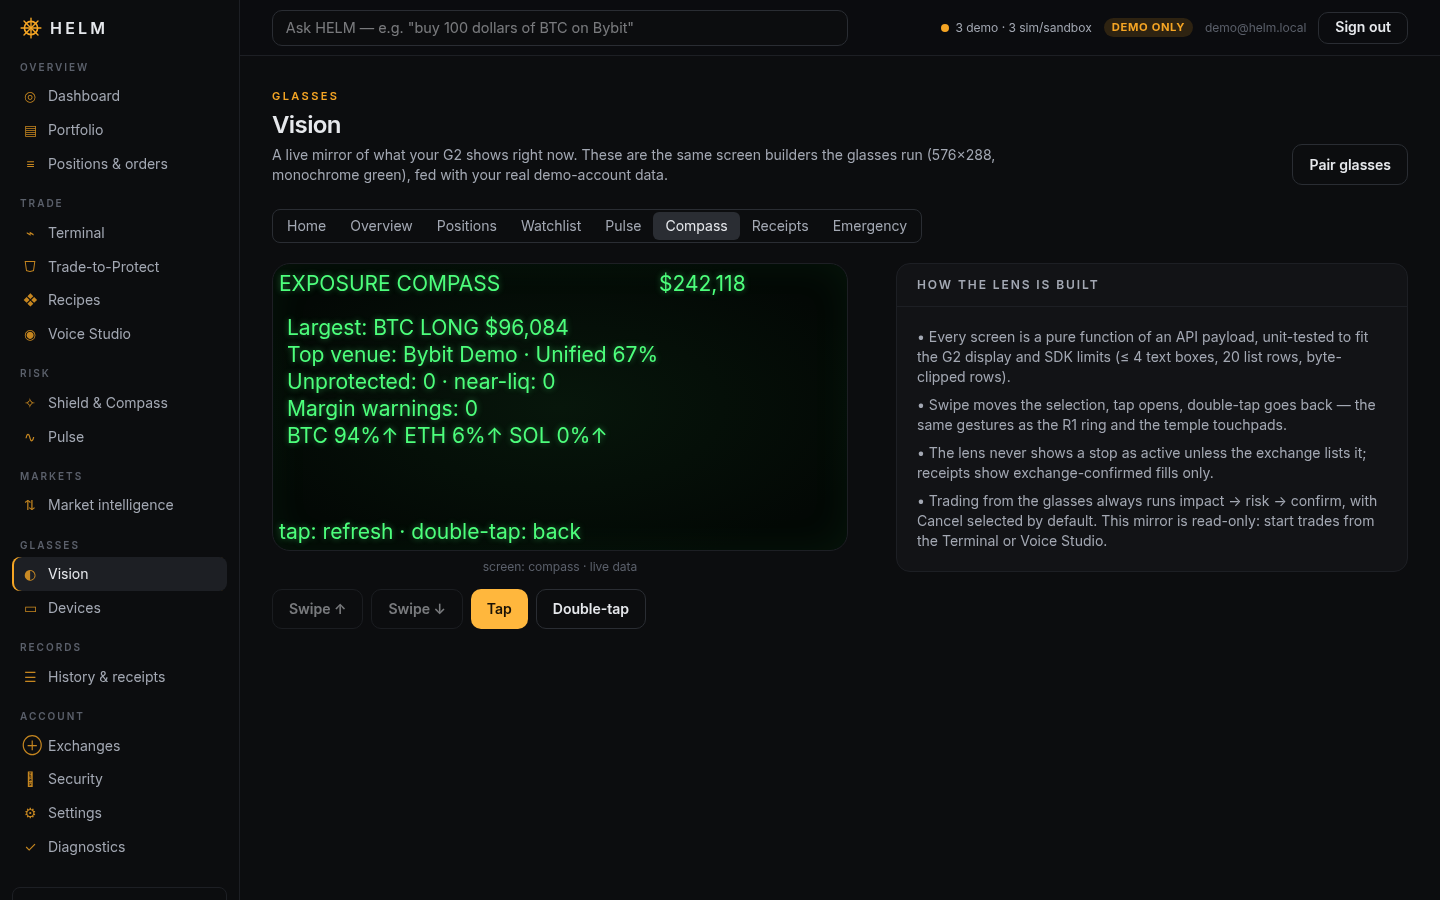 HELM
Ask HELM — e.g. "buy 100 dollars of BTC on Bybit"
3 demo · 3 sim/sandbox
DEMO ONLY
demo@helm.local
Sign out
OVERVIEW
Dashboard
Portfolio
Positions & orders
TRADE
Terminal
Trade-to-Protect
Recipes
Voice Studio
RISK
Shield & Compass
Pulse
MARKETS
Market intelligence
GLASSES
Vision
Devices
RECORDS
History & receipts
ACCOUNT
Exchanges
Security
Settings
Diagnostics
GLASSES
Vision
A live mirror of what your G2 shows right now. These are the same screen builders the glasses run (576×288,
monochrome green), fed with your real demo-account data.
Pair glasses
Home Overview Positions Watchlist Pulse Compass Receipts Emergency
EXPOSURE COMPASS $242,118
Largest: BTC LONG $96,084
Top venue: Bybit Demo · Unified 67%
Unprotected: 0 · near-liq: 0
Margin warnings: 0
BTC 94%↑ ETH 6%↑ SOL 0%↑
tap: refresh · double-tap: back
screen: compass · live data
Swipe ↑ Swipe ↓ Tap Double-tap
HOW THE LENS IS BUILT
• Every screen is a pure function of an API payload, unit-tested to fit
the G2 display and SDK limits (≤ 4 text boxes, 20 list rows, byte-
clipped rows).
• Swipe moves the selection, tap opens, double-tap goes back — the
same gestures as the R1 ring and the temple touchpads.
• The lens never shows a stop as active unless the exchange lists it;
receipts show exchange-confirmed fills only.
• Trading from the glasses always runs impact → risk → confirm, with
Cancel selected by default. This mirror is read-only: start trades from
the Terminal or Voice Studio.